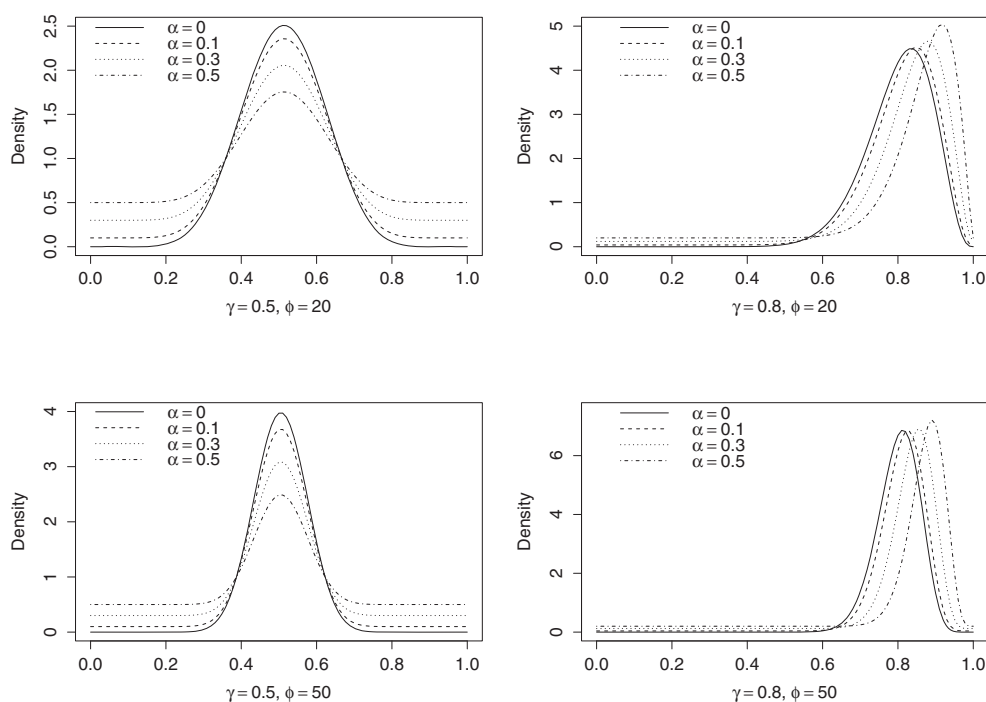 α = 0
α = 0.1
α = 0.3
α = 0.5
Density
0.0 0.5 1.0 1.5 2.0 2.5
0.0 0.2 0.4 0.6 0.8 1.0
γ = 0.5, ϕ = 20
α = 0
α = 0.1
α = 0.3
α = 0.5
Density
0 1 2 3 4 5
0.0 0.2 0.4 0.6 0.8 1.0
γ = 0.8, ϕ = 20
α = 0
α = 0.1
α = 0.3
α = 0.5
Density
0 1 2 3 4
0.0 0.2 0.4 0.6 0.8 1.0
γ = 0.5, ϕ = 50
α = 0
α = 0.1
α = 0.3
α = 0.5
Density
0 2 4 6
0.0 0.2 0.4 0.6 0.8 1.0
γ = 0.8, ϕ = 50